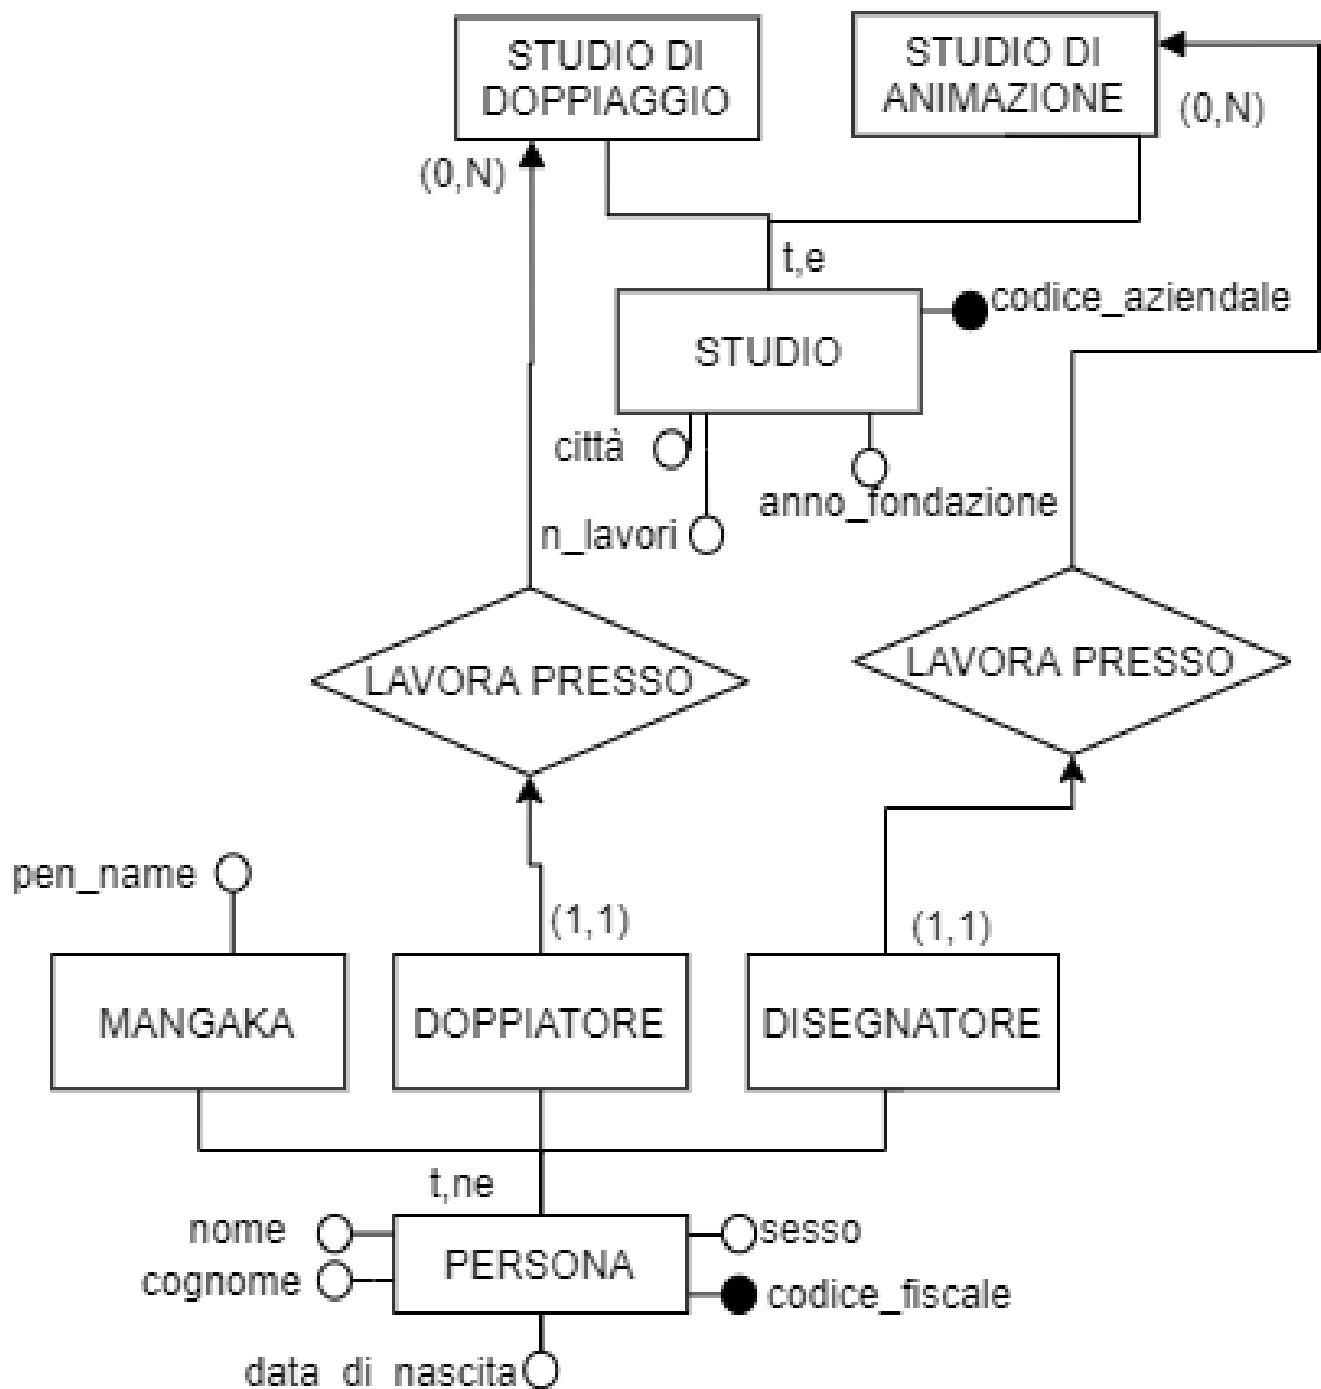 STUDIO DI
DOPPIAGGIO
STUDIO DI
ANIMAZIONE
(0,N)
(0,N)
t,e
codice_aziendale
STUDIO
città
anno_fondazione
n_lavori
LAVORA PRESSO
LAVORA PRESSO
pen_name
(1,1)
(1,1)
MANGAKA
DOPPIATORE
DISEGNATORE
t,ne
nome
sesso
PERSONA
cognome
codice_fiscale
data_di_nascita